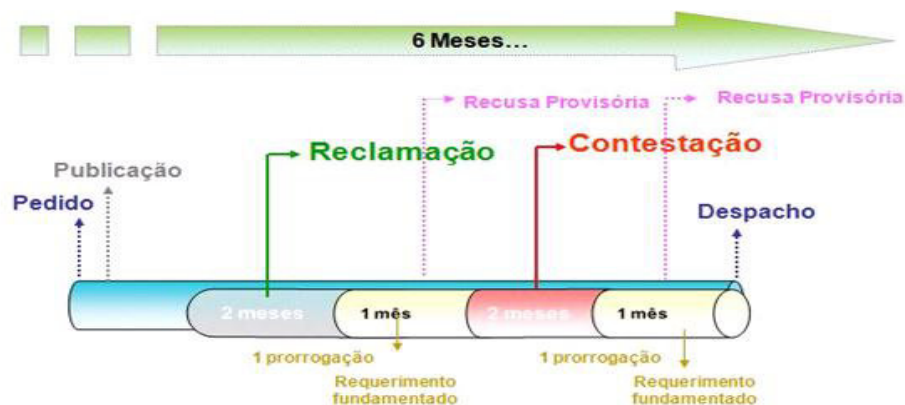 6 Meses...
Recusa Provisória
Recusa Provisória
Reclamação
Contestação
Publicação
Pedido
Despacho
2 meses
1 mês
2 meses
1 mês
1 prorrogação
1 prorrogação
Requerimento
fundamentado
Requerimento
fundamentado